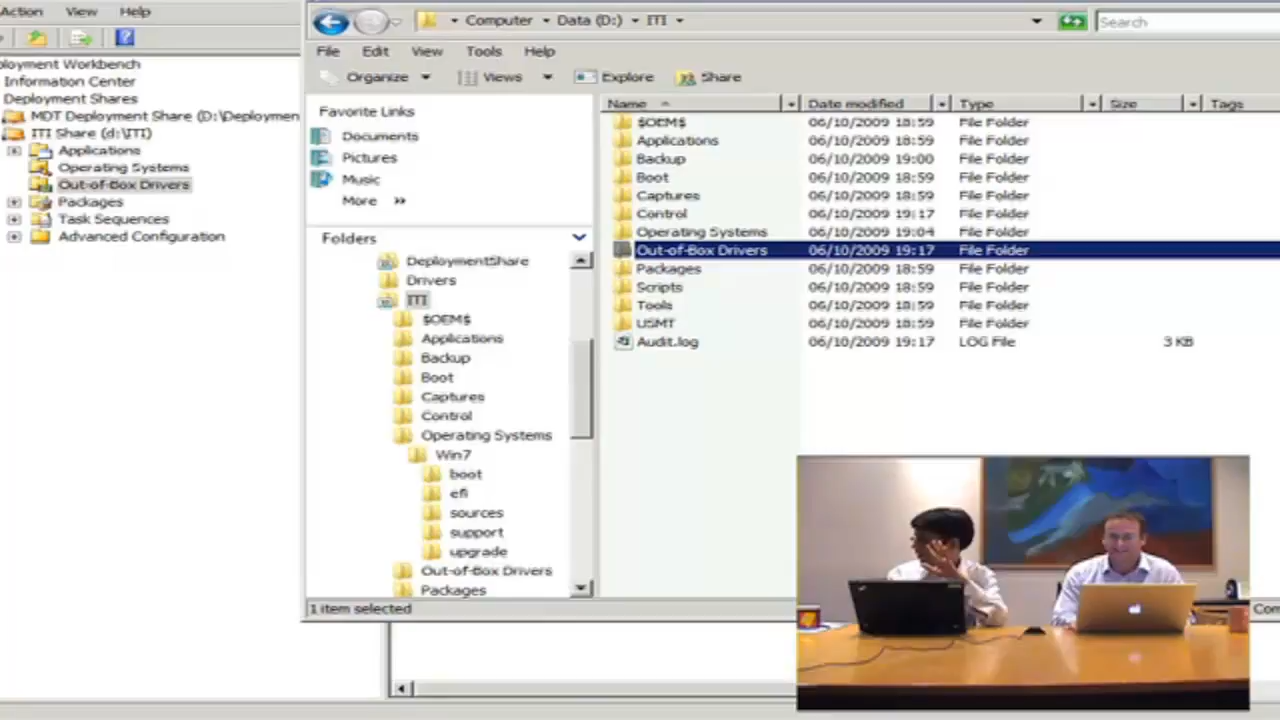 Action View Help
Deployment Workbench
Information Center
Deployment Shares
MDT Deployment Share (D:\Deploymen
ITI Share (d:\ITI)
Applications
Operating Systems
Out-of-Box Drivers
Packages
Task Sequences
Advanced Configuration
Computer Data (D:) ITI
Search
File Edit View Tools Help
Organize Views Explore Share
Favorite Links
Documents
Pictures
Music
More »
Folders
DeploymentShare
Drivers
ITI
$OEM$
Applications
Backup
Boot
Captures
Control
Operating Systems
Win7
boot
efi
sources
support
upgrade
Out-of-Box Drivers
Packages
Name Date modified Type Size Tags
$OEM$ 06/10/2009 18:59 File Folder
Applications 06/10/2009 18:59 File Folder
Backup 06/10/2009 19:00 File Folder
Boot 06/10/2009 18:59 File Folder
Captures 06/10/2009 18:59 File Folder
Control 06/10/2009 19:17 File Folder
Operating Systems 06/10/2009 19:04 File Folder
Out-of-Box Drivers 06/10/2009 19:17 File Folder
Packages 06/10/2009 18:59 File Folder
Scripts 06/10/2009 18:59 File Folder
Tools 06/10/2009 18:59 File Folder
USMT 06/10/2009 18:59 File Folder
Audit.log 06/10/2009 19:17 LOG File 3 KB
1 item selected
Com